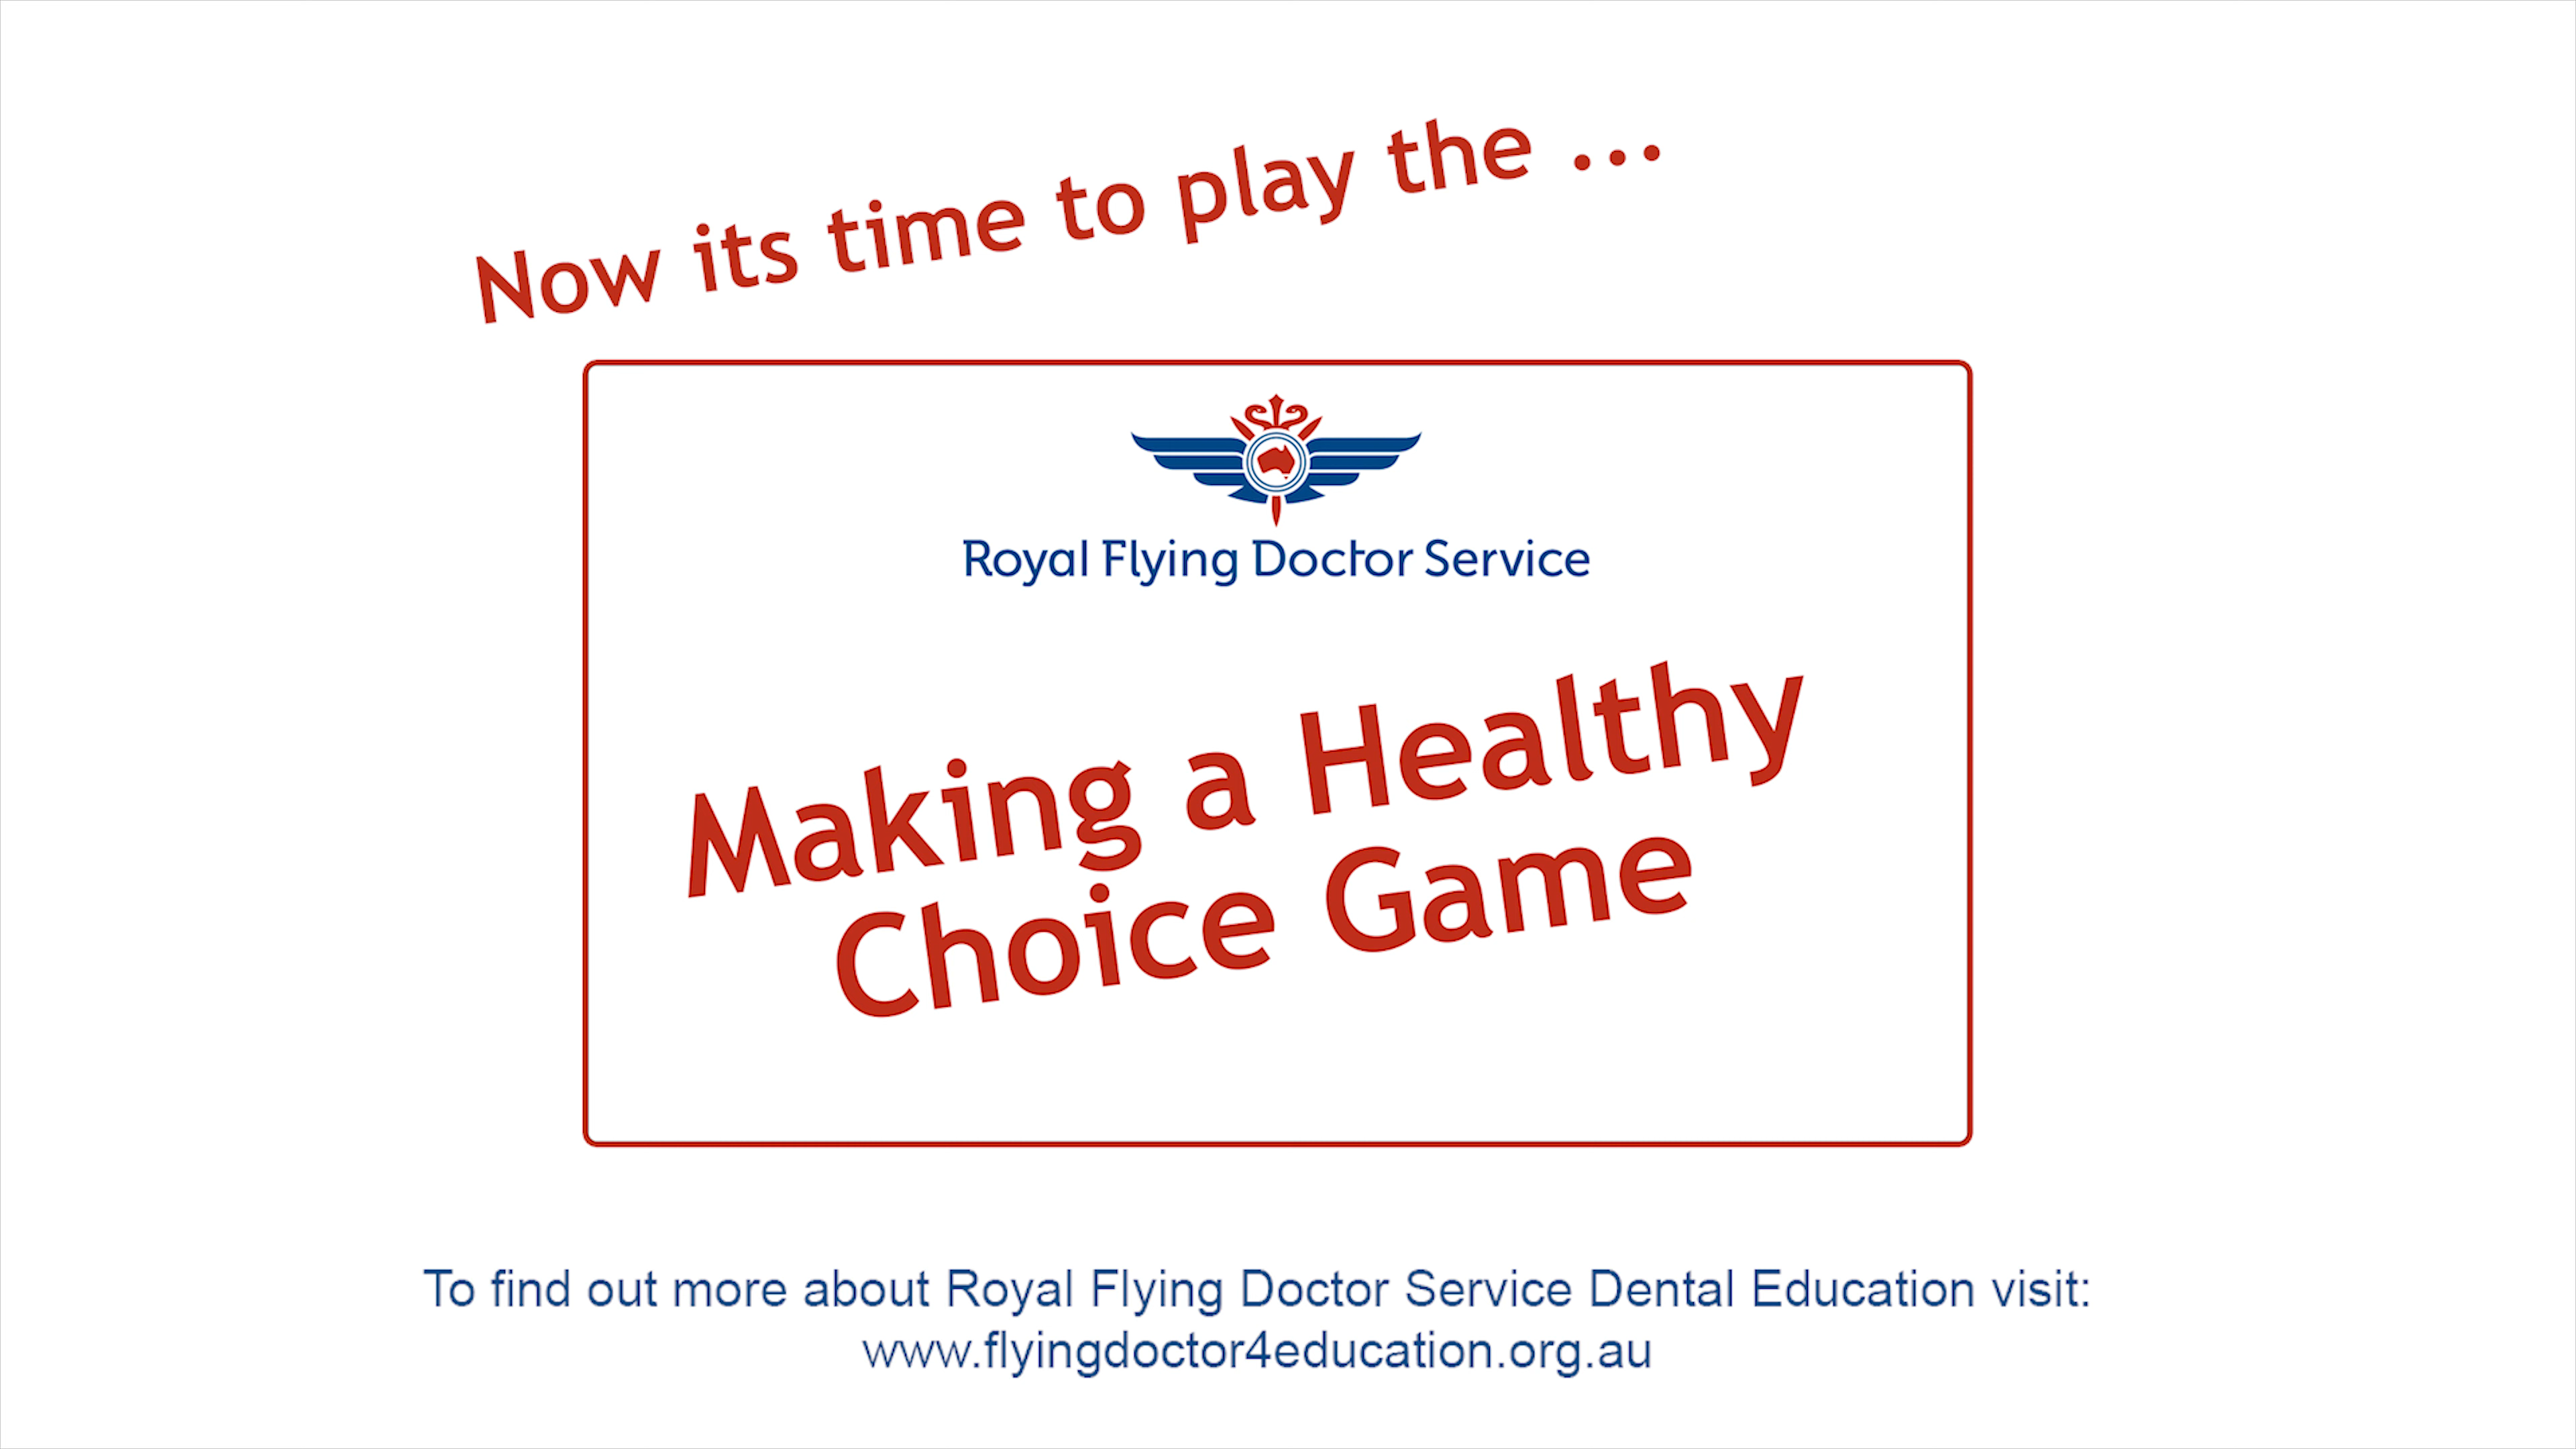 Now its time to play the ...
Royal Flying Doctor Service
Making a Healthy
Choice Game
To find out more about Royal Flying Doctor Service Dental Education visit:
www.flyingdoctor4education.org.au